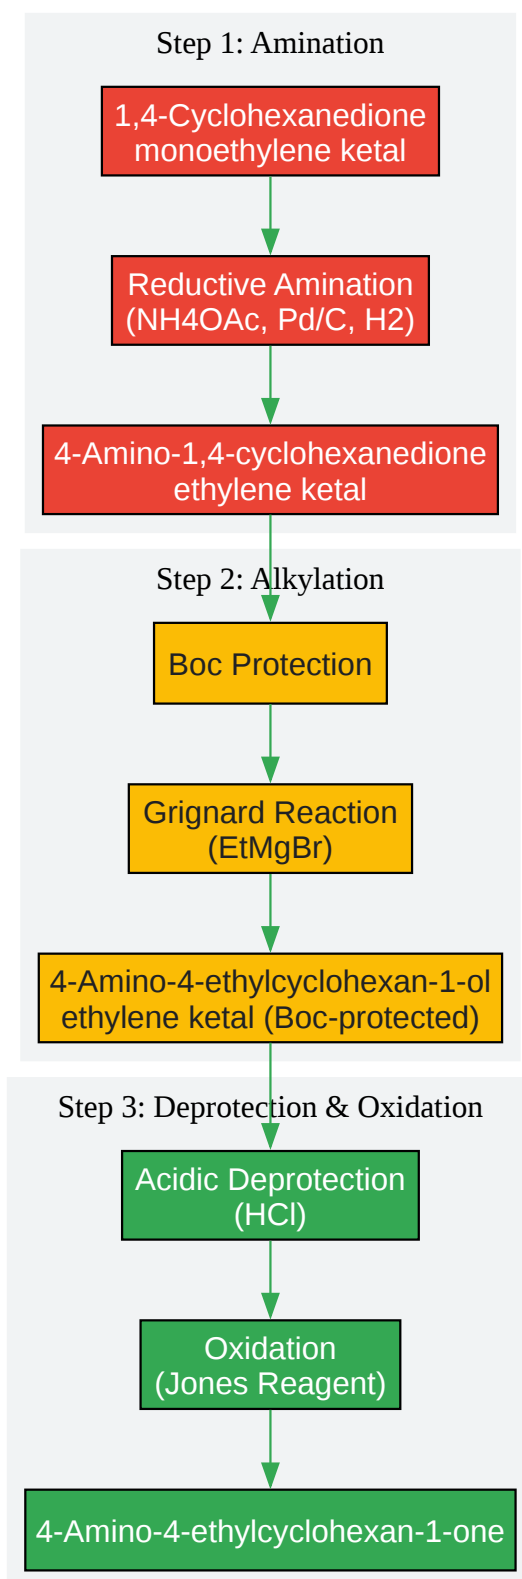 Step 1: Amination
1,4-Cyclohexanedione
monoethylene ketal
Reductive Amination
(NH4OAc, Pd/C, H2)
4-Amino-1,4-cyclohexanedione
ethylene ketal
Step 2: Alkylation
Boc Protection
Grignard Reaction
(EtMgBr)
4-Amino-4-ethylcyclohexan-1-ol
ethylene ketal (Boc-protected)
Step 3: Deprotection & Oxidation
Acidic Deprotection
(HCl)
Oxidation
(Jones Reagent)
4-Amino-4-ethylcyclohexan-1-one